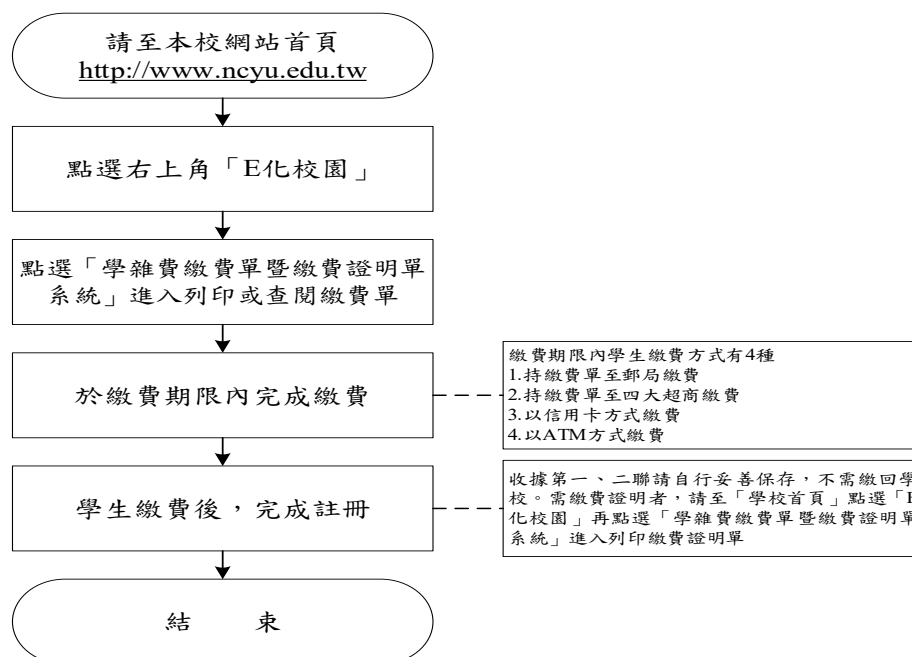 請至本校網站首頁
http://www.ncyu.edu.tw
點選右上角「E化校園」
點選「學雜費繳費單暨繳費證明單
系統」進入列印或查閱繳費單
於繳費期限內完成繳費
繳費期限內學生繳費方式有4種
1.持繳費單至郵局繳費
2.持繳費單至四大超商繳費
3.以信用卡方式繳費
4.以ATM方式繳費
學生繳費後，完成註冊
收據第一、二聯請自行妥善保存，不需繳回學
校。需繳費證明者，請至「學校首頁」點選「E
化校園」再點選「學雜費繳費單暨繳費證明單
系統」進入列印繳費證明單
結 束